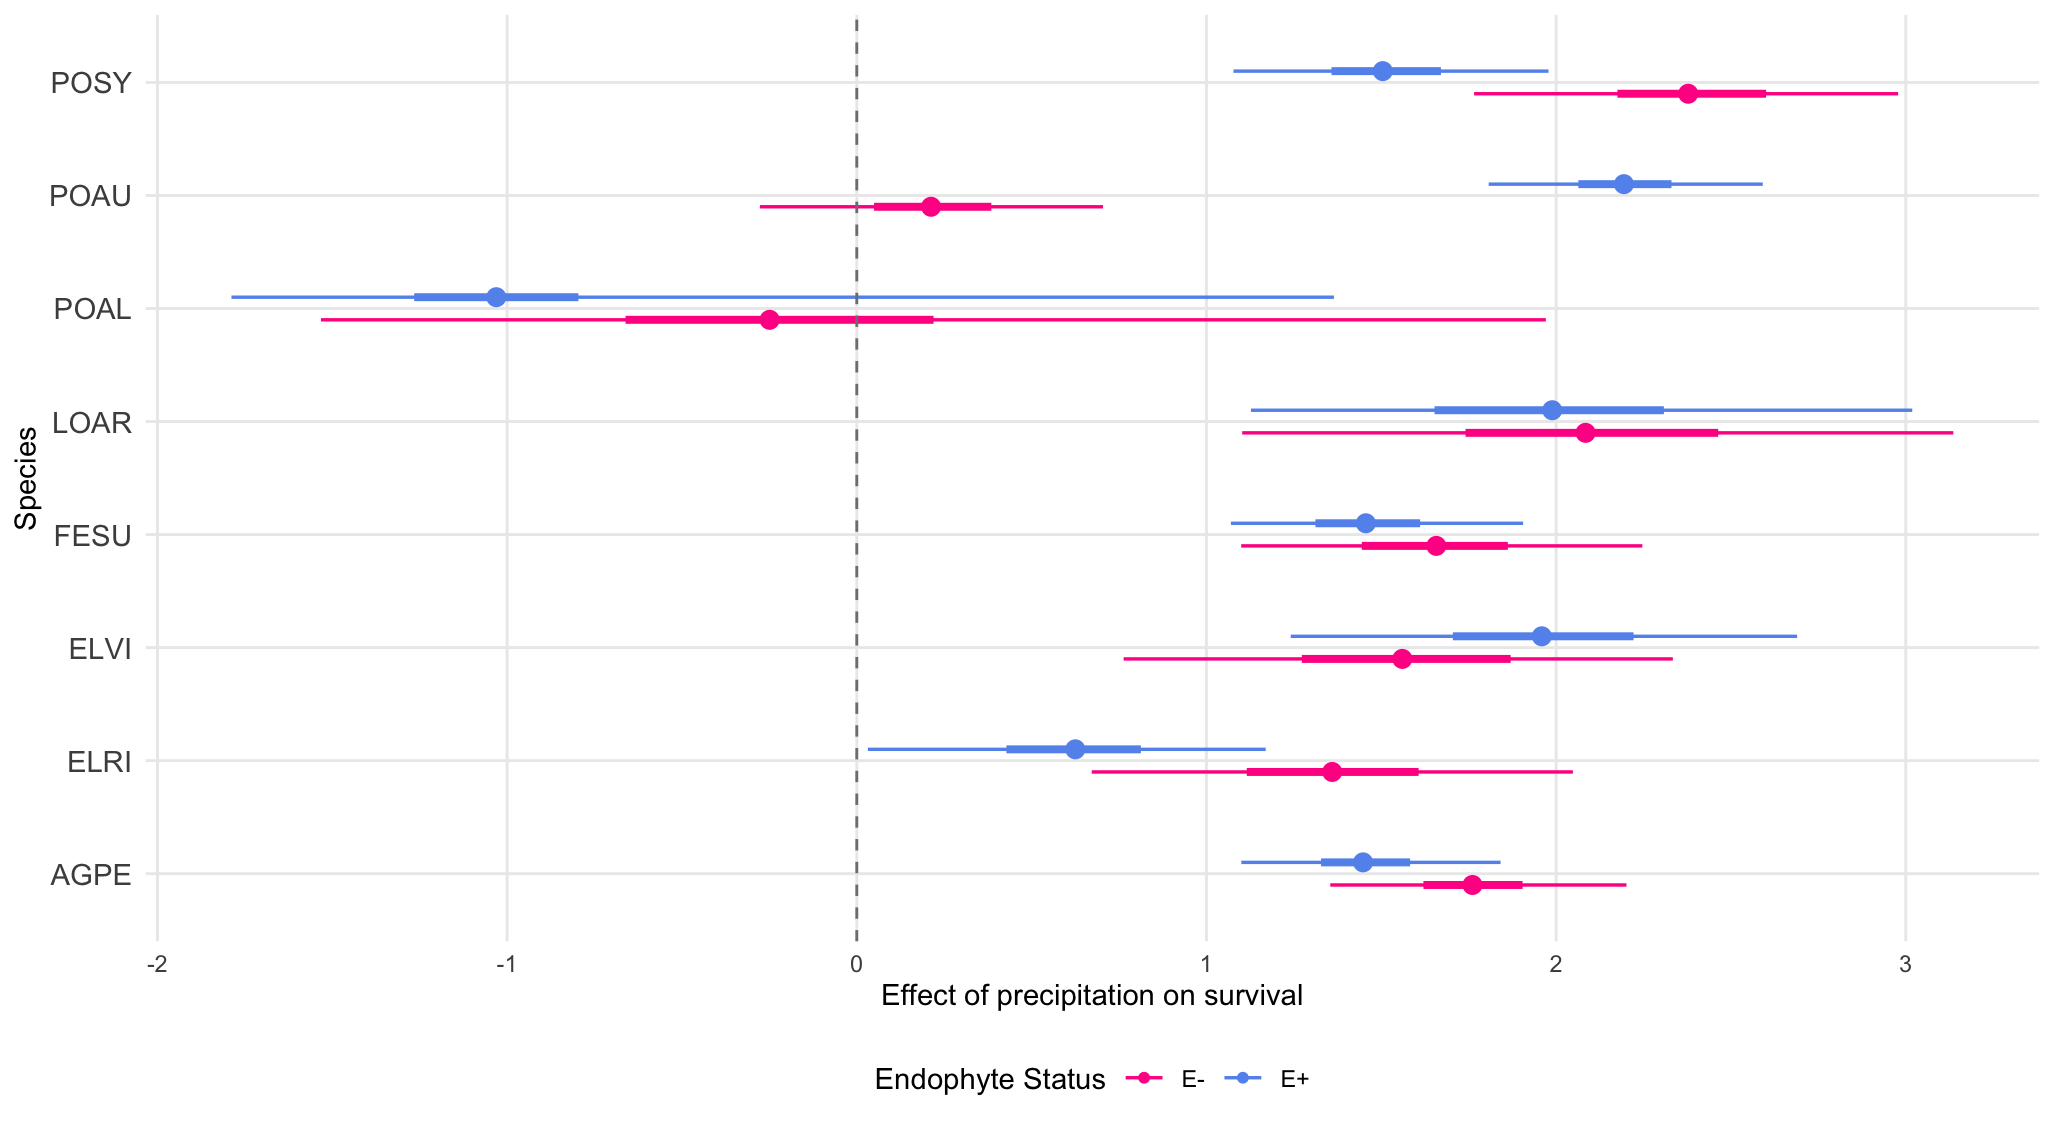 POSY
POAU
POAL
LOAR
FESU
ELVI
ELRI
AGPE
Species
-2 -1 0 1 2 3
Effect of precipitation on survival
Endophyte Status E- E+